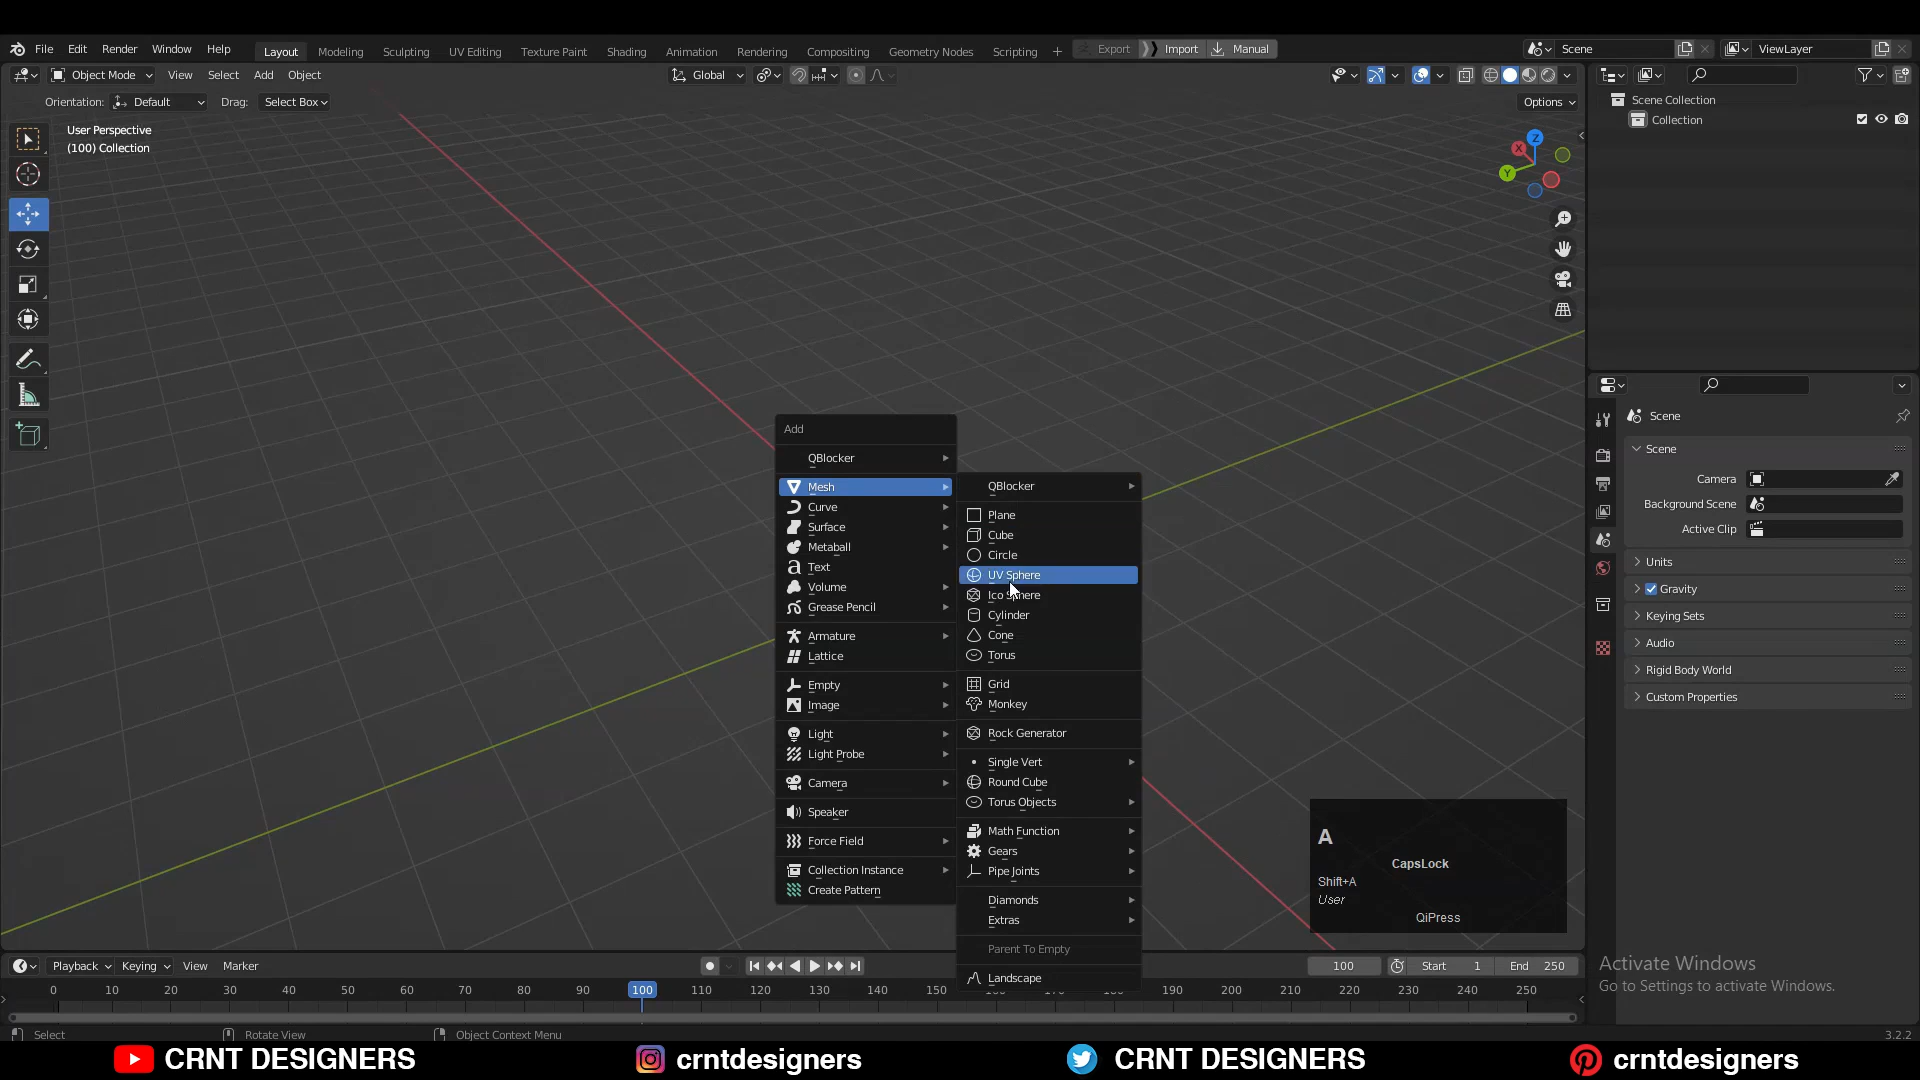 File Edit Render Window Help Layout Modeling Sculpting UV Editing Texture Paint Shading Animation Rendering Compositing Geometry Nodes Scripting + Export Import Manual Scene ViewLayer
Object Mode View Select Add Object Global
Orientation: Default Drag: Select Box Options
User Perspective
(100) Collection
Z
X
Y
Scene Collection
Collection
Scene
Scene
Camera
Background Scene
Active Clip
Units
Gravity
Keying Sets
Audio
Rigid Body World
Custom Properties
Add
QBlocker
Mesh
Curve
Surface
Metaball
Text
Volume
Grease Pencil
Armature
Lattice
Empty
Image
Light
Light Probe
Camera
Speaker
Force Field
Collection Instance
Create Pattern
QBlocker
Plane
Cube
Circle
UV Sphere
Ico Sphere
Cylinder
Cone
Torus
Grid
Monkey
Rock Generator
Single Vert
Round Cube
Torus Objects
Math Function
Gears
Pipe Joints
Diamonds
Extras
Parent To Empty
Landscape
A
CapsLock
Shift+A
User
QiPress
Activate Windows
Go to Settings to activate Windows.
Playback Keying View Marker 100 Start 1 End 250
0 10 20 30 40 50 60 70 80 90 100 110 120 130 140 150 190 200 210 220 230 240 250
Select Rotate View Object Context Menu 3.2.2
CRNT DESIGNERS crntdesigners CRNT DESIGNERS crntdesigners